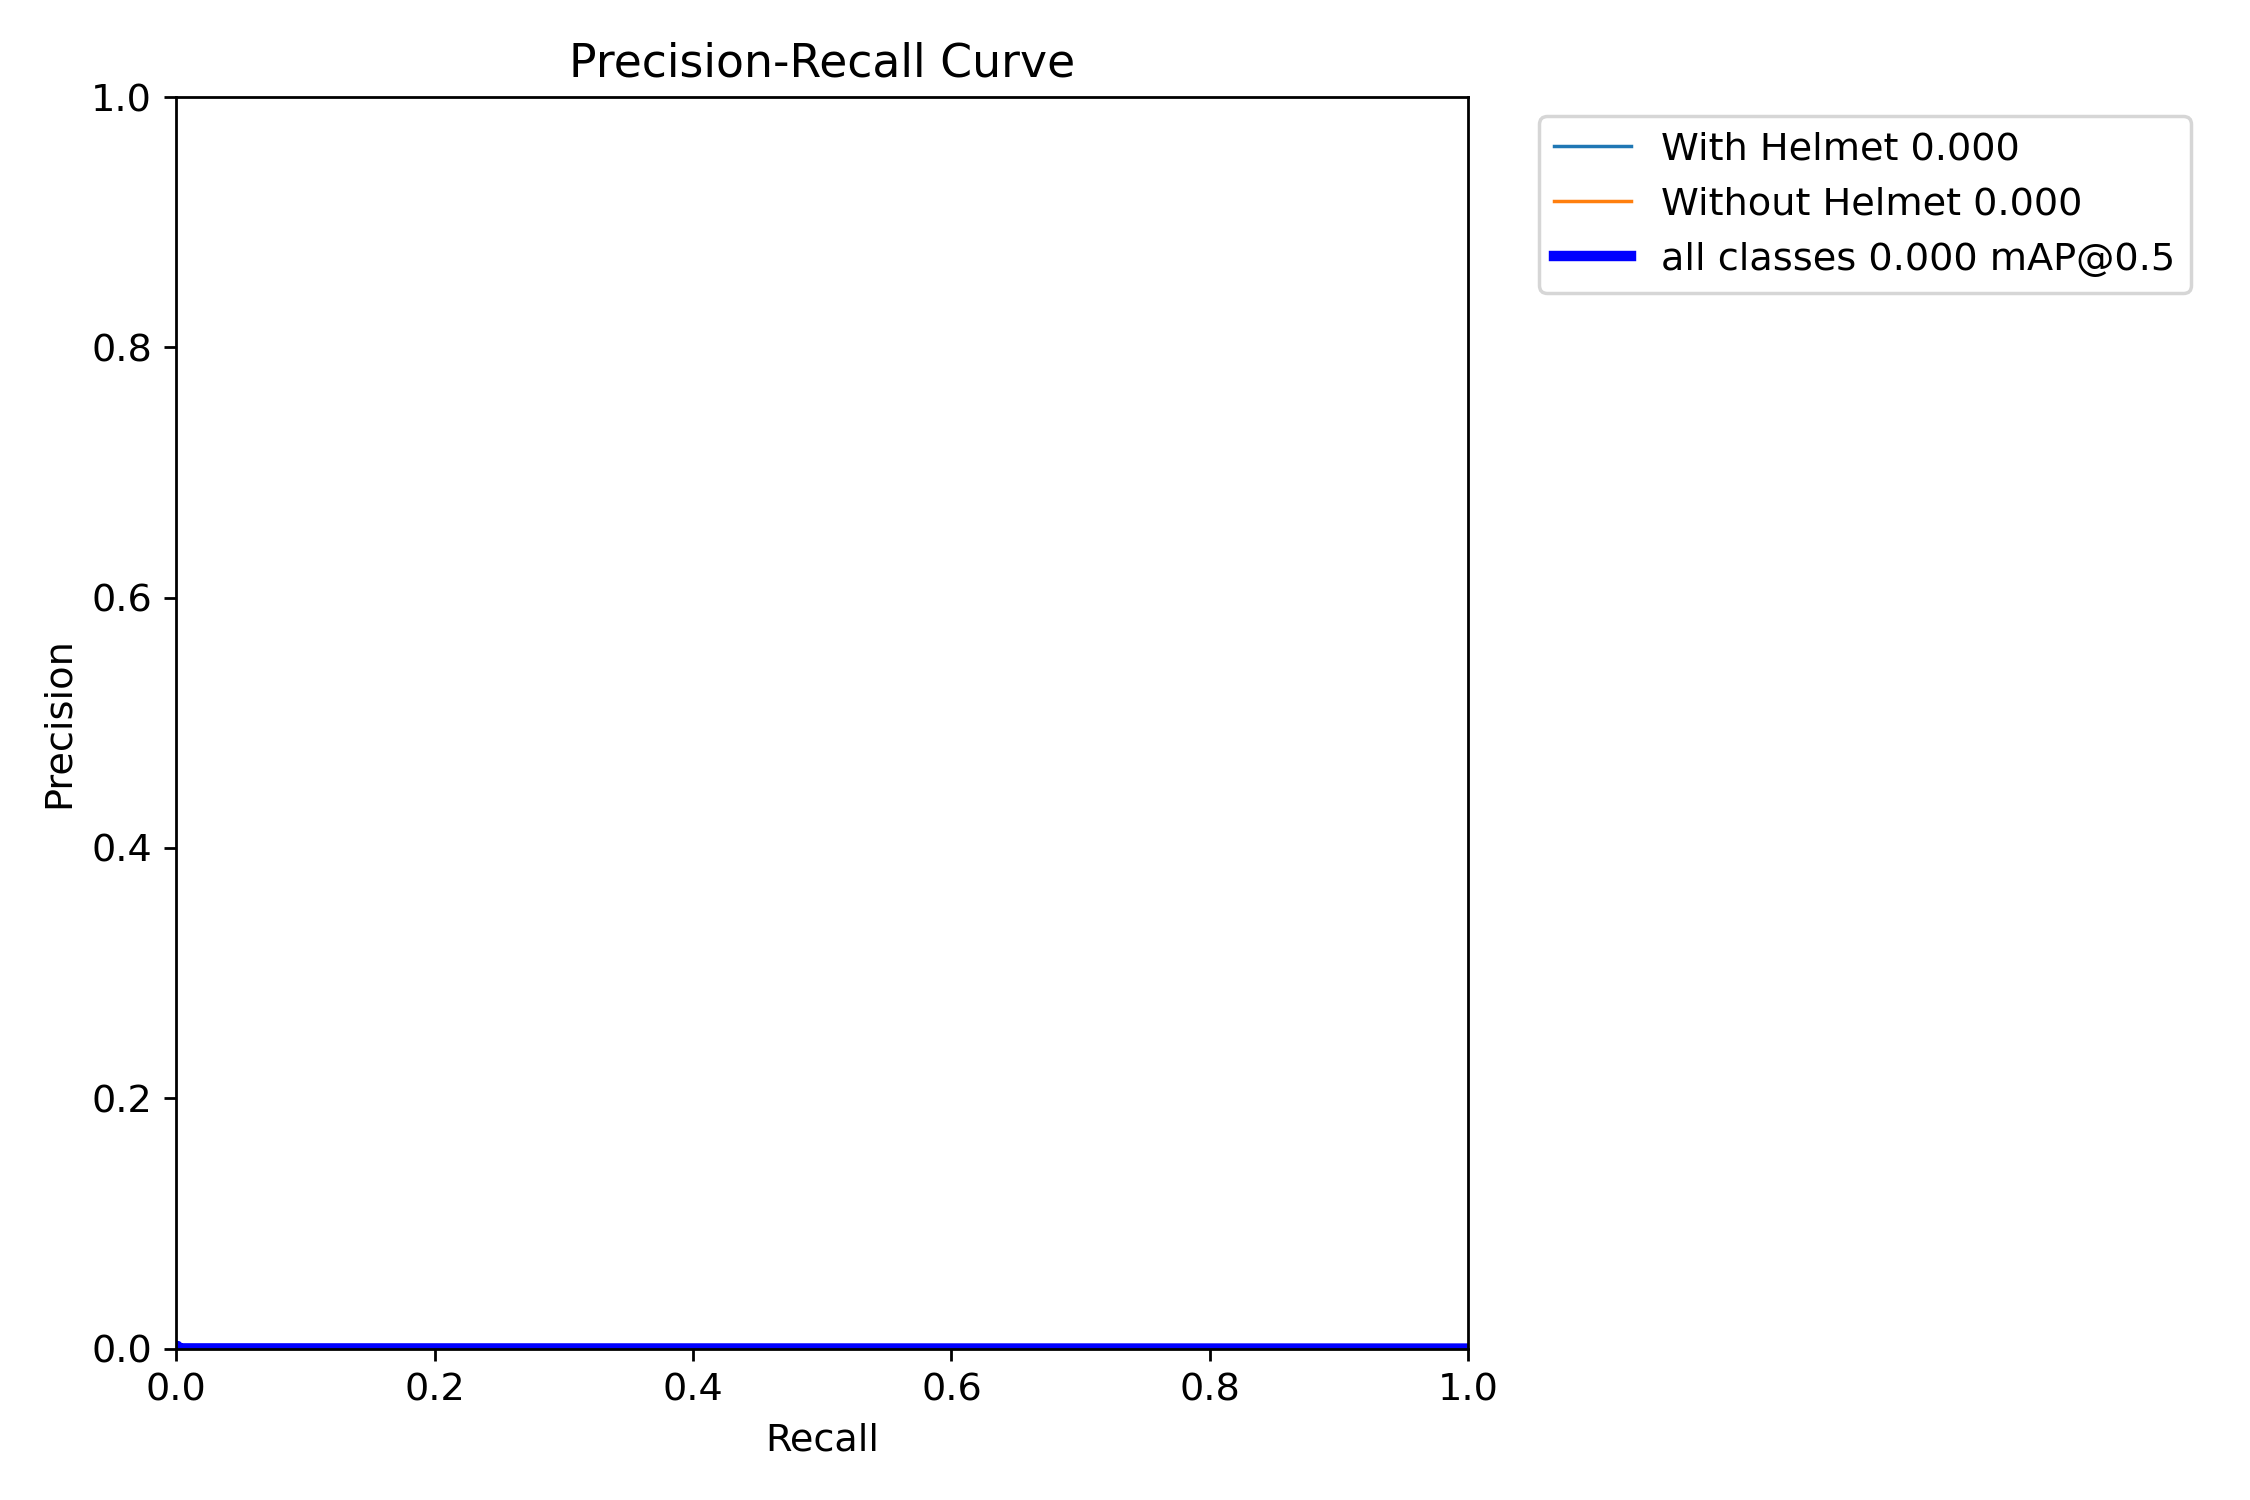 Precision-Recall Curve
1.0
0.8
0.6
0.4
0.2
0.0
Precision
0.0 0.2 0.4 0.6 0.8 1.0
Recall
With Helmet 0.000
Without Helmet 0.000
all classes 0.000 mAP@0.5